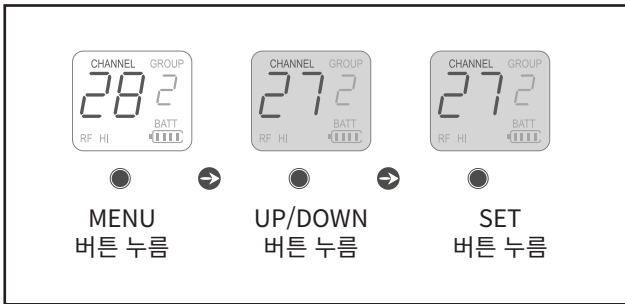 CHANNEL GROUP
28 2
BATT
RF HI
CHANNEL GROUP
27 2
BATT
RF HI
CHANNEL GROUP
27 2
BATT
RF HI
MENU
버튼 누름
UP/DOWN
버튼 누름
SET
버튼 누름